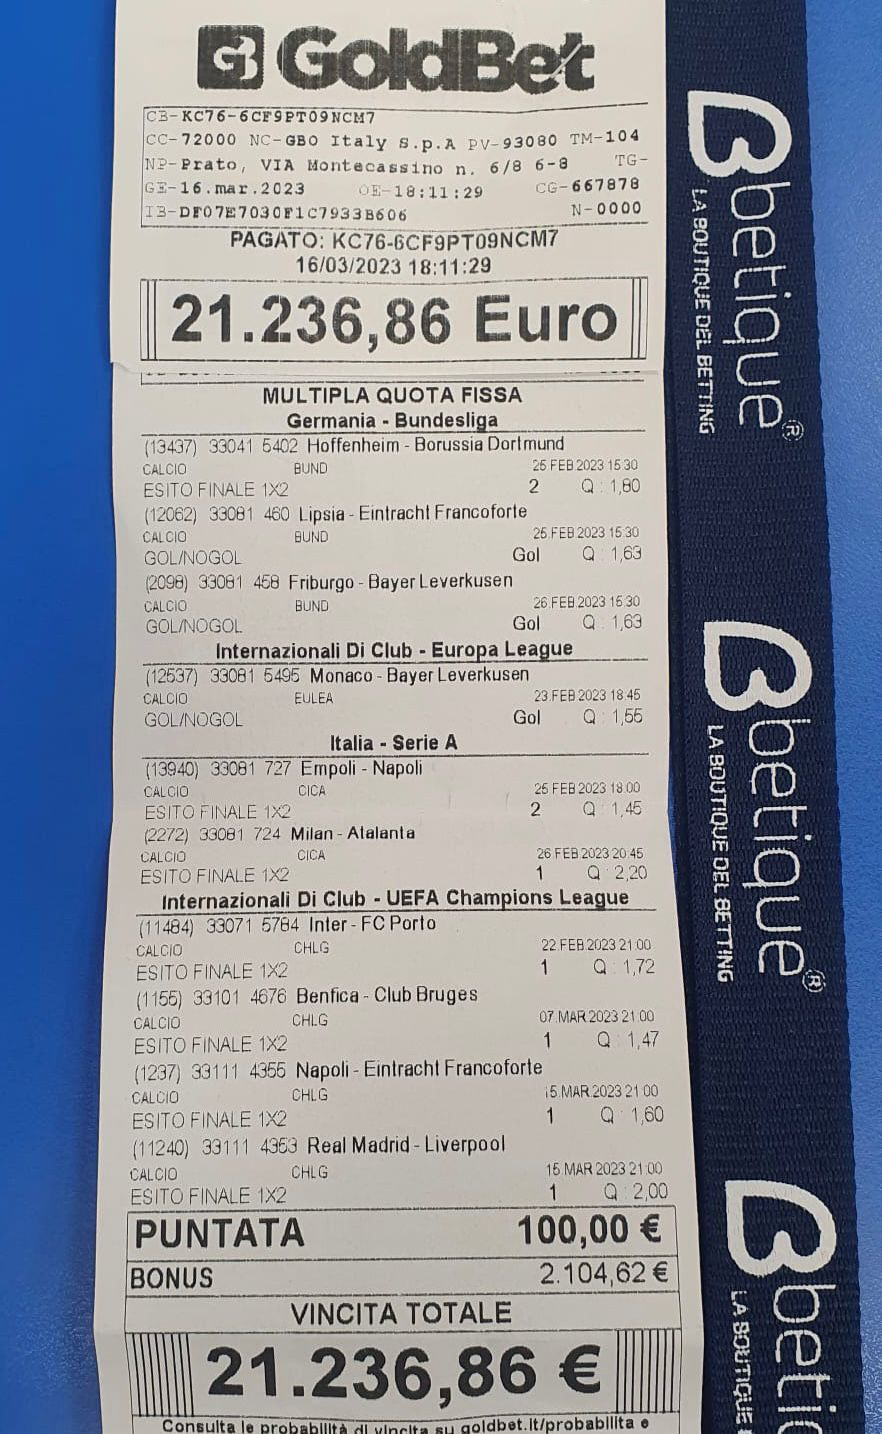 GB GoldBet
CB-KC76-6CF9PT09NCM7
CC-72000 NC-GBO Italy S.p.A PV-93080 TM-104
NP-Prato, VIA Montecassino n. 6/8 6-8 TG-
GE-16.mar.2023 OE-18:11:29 CG-667878
IB-DF07E7030F1C7933B606 N-0000
PAGATO: KC76-6CF9PT09NCM7
16/03/2023 18:11:29
21.236,86 Euro
MULTIPLA QUOTA FISSA
Germania - Bundesliga
(13437) 33041 5402 Hoffenheim - Borussia Dortmund
CALCIO BUND 25 FEB 2023 15:30
ESITO FINALE 1X2 2 Q : 1,80
(12062) 33081 460 Lipsia - Eintracht Francoforte
CALCIO BUND 25 FEB 2023 15:30
GOL/NOGOL Gol Q : 1,63
(2098) 33081 458 Friburgo - Bayer Leverkusen
CALCIO BUND 26 FEB 2023 15:30
GOL/NOGOL Gol Q : 1,63
Internazionali Di Club - Europa League
(12537) 33081 5495 Monaco - Bayer Leverkusen
CALCIO EULEA 23 FEB 2023 18:45
GOL/NOGOL Gol Q : 1,55
Italia - Serie A
(13940) 33081 727 Empoli - Napoli
CALCIO CICA 25 FEB 2023 18:00
ESITO FINALE 1X2 2 Q : 1,45
(2272) 33081 724 Milan - Atalanta
CALCIO CICA 26 FEB 2023 20:45
ESITO FINALE 1X2 1 Q : 2,20
Internazionali Di Club - UEFA Champions League
(11484) 33071 5784 Inter - FC Porto
CALCIO CHLG 22 FEB 2023 21:00
ESITO FINALE 1X2 1 Q : 1,72
(1155) 33101 4676 Benfica - Club Bruges
CALCIO CHLG 07 MAR 2023 21:00
ESITO FINALE 1X2 1 Q : 1,47
(1237) 33111 4355 Napoli - Eintracht Francoforte
CALCIO CHLG 15 MAR 2023 21:00
ESITO FINALE 1X2 1 Q : 1,60
(11240) 33111 4353 Real Madrid - Liverpool
CALCIO CHLG 15 MAR 2023 21:00
ESITO FINALE 1X2 1 Q : 2,00
PUNTATA 100,00 €
BONUS 2.104,62 €
VINCITA TOTALE
21.236,86 €
Consulta le probabilità di vincita su goldbet.it/probabilita e
betique®
LA BOUTIQUE DEL BETTING
betique®
LA BOUTIQUE DEL BETTING
betiq
LA BOUTIQUE